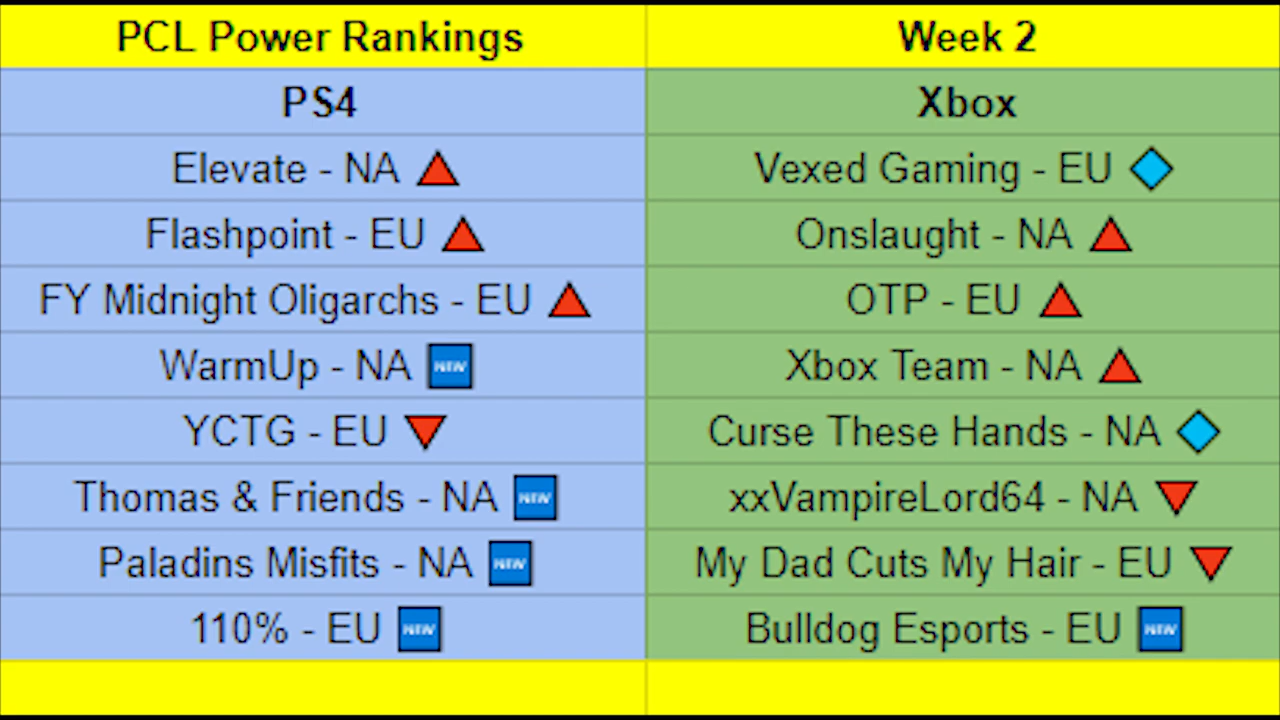 PCL Power Rankings Week 2
PS4 Xbox
Elevate - NA Vexed Gaming - EU
Flashpoint - EU Onslaught - NA
FY Midnight Oligarchs - EU OTP - EU
WarmUp - NA NEW Xbox Team - NA
YCTG - EU Curse These Hands - NA
Thomas & Friends - NA NEW xxVampireLord64 - NA
Paladins Misfits - NA NEW My Dad Cuts My Hair - EU
110% - EU NEW Bulldog Esports - EU NEW